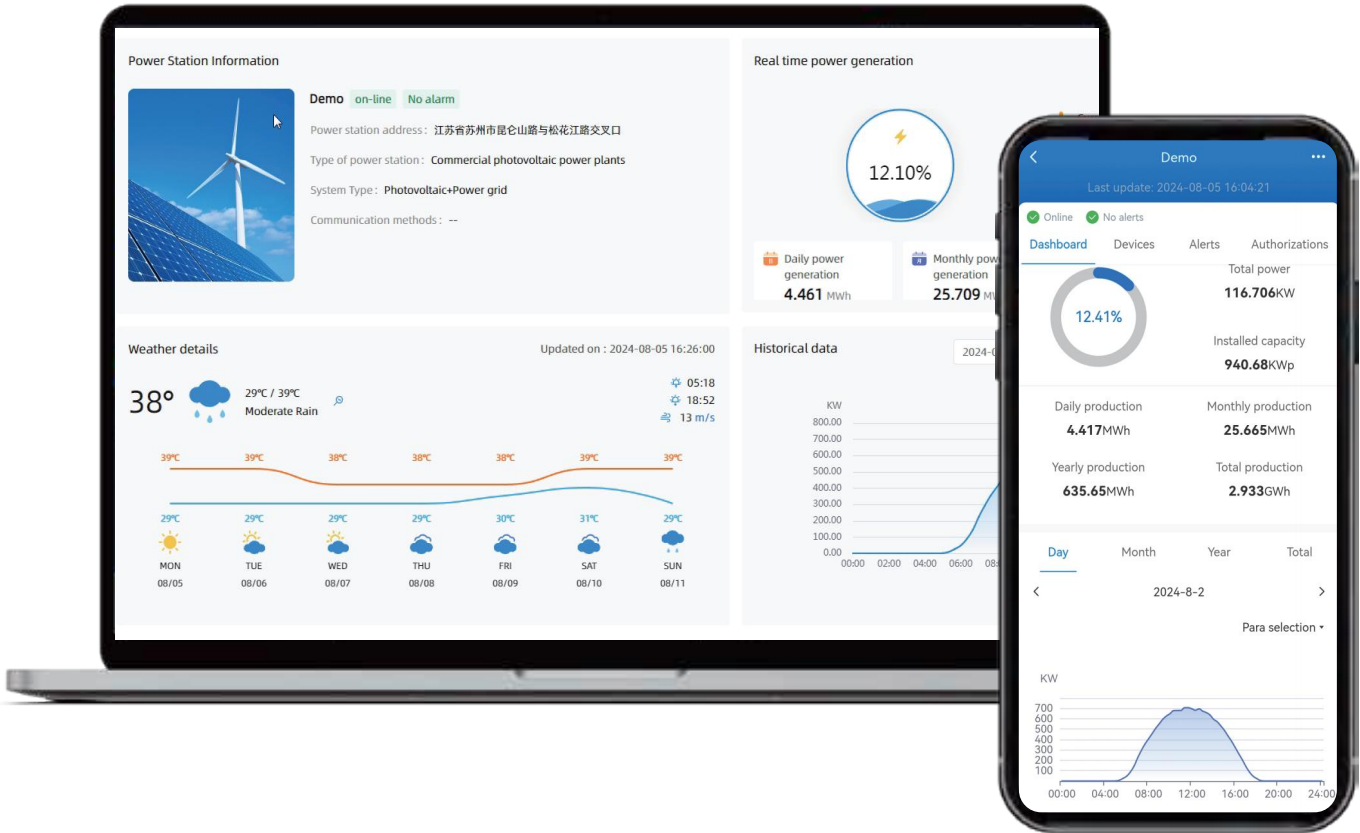 Power Station Information
Demo on-line No alarm
Power station address : 江苏省苏州市昆仑山路与松花江路交叉口
Type of power station : Commercial photovoltaic power plants
System Type : Photovoltaic+Power grid
Communication methods : --
Real time power generation
12.10%
Daily power
generation
4.461 MWh
Monthly pow
generation
25.709 M
Weather details
Updated on : 2024-08-05 16:26:00
38°
29℃ / 39℃
Moderate Rain
05:18
18:52
13 m/s
39℃ 39℃ 38℃ 38℃ 38℃ 39℃ 39℃
29℃ 29℃ 29℃ 29℃ 30℃ 31℃ 29℃
MON TUE WED THU FRI SAT SUN
08/05 08/06 08/07 08/08 08/09 08/10 08/11
Historical data
2024-0
KW
800.00
700.00
600.00
500.00
400.00
300.00
200.00
100.00
0.00
00:00 02:00 04:00 06:00 08:
Demo
Last update: 2024-08-05 16:04:21
Online No alerts
Dashboard Devices Alerts Authorizations
12.41%
Total power
116.706KW
Installed capacity
940.68KWp
Daily production Monthly production
4.417MWh 25.665MWh
Yearly production Total production
635.65MWh 2.933GWh
Day Month Year Total
2024-8-2
Para selection
KW
700
600
500
400
300
200
100
00:00 04:00 08:00 12:00 16:00 20:00 24:00